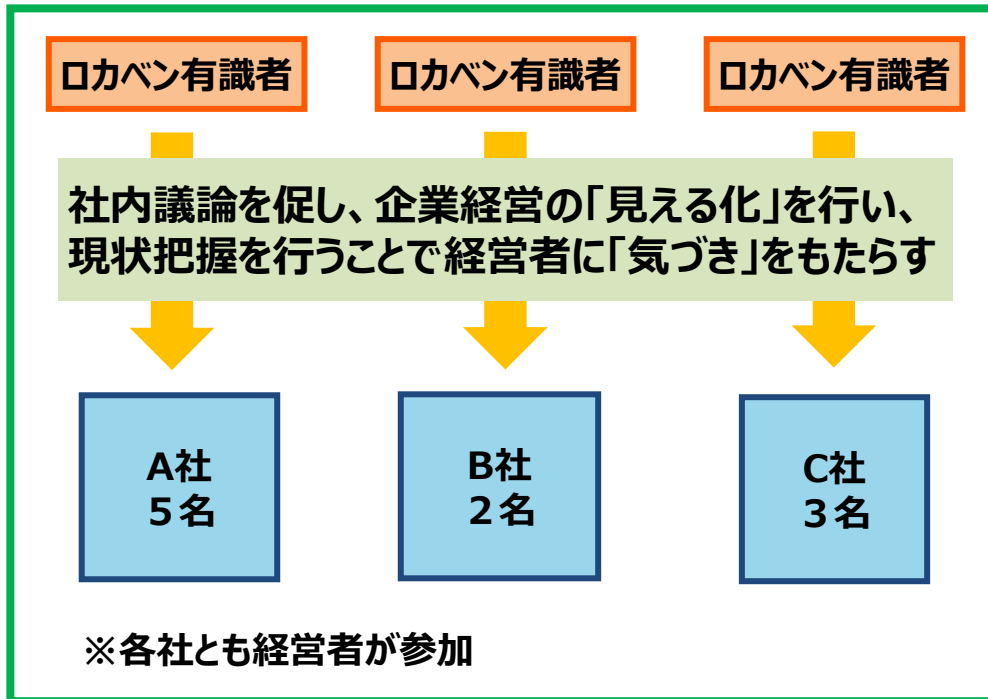 ロカベン有識者
ロカベン有識者
ロカベン有識者
社内議論を促し、企業経営の「見える化」を行い、
現状把握を行うことで経営者に「気づき」をもたらす
A社
５名
B社
２名
C社
３名
※各社とも経営者が参加